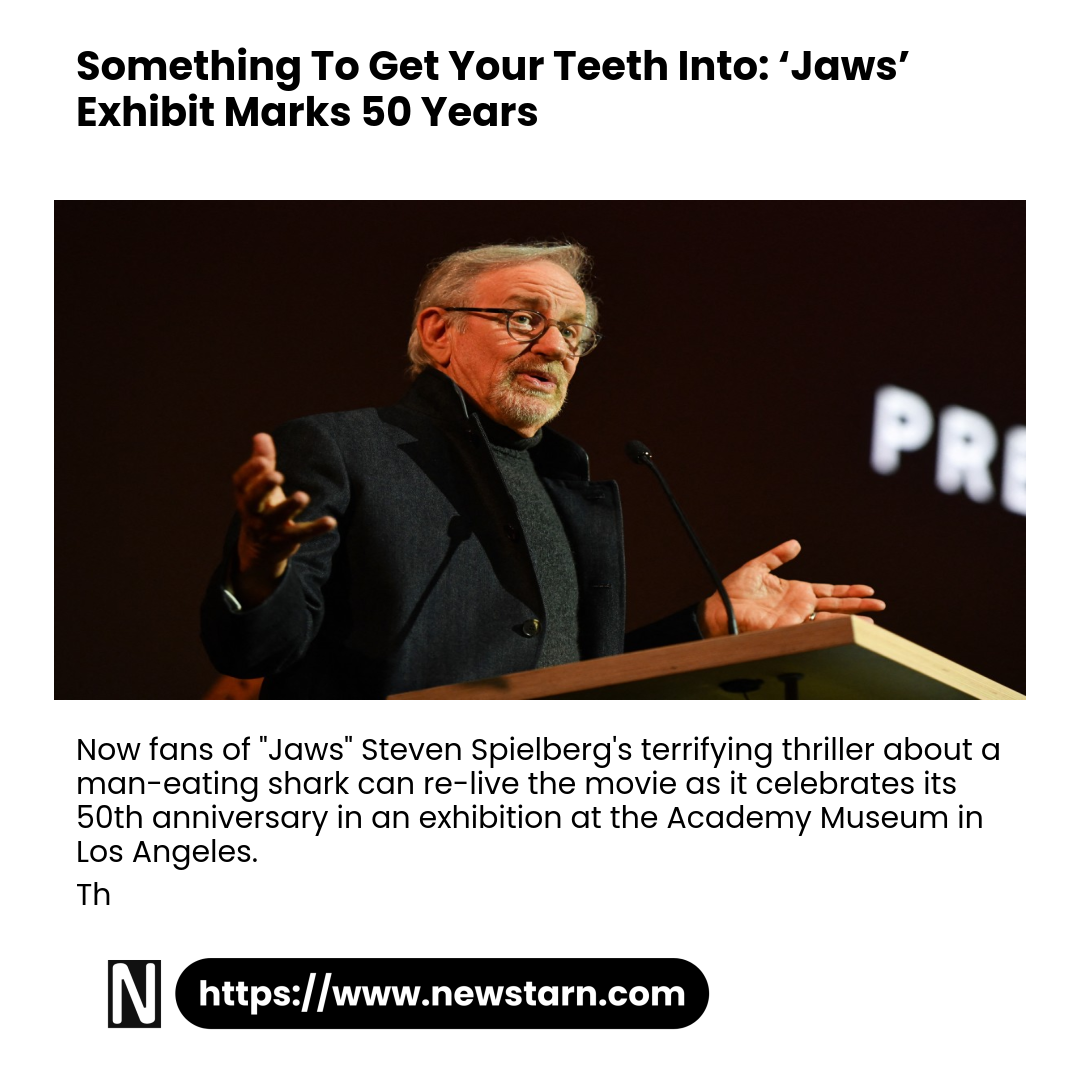 Something To Get Your Teeth Into: ‘Jaws’
Exhibit Marks 50 Years
PRE
Now fans of "Jaws" Steven Spielberg's terrifying thriller about a
man-eating shark can re-live the movie as it celebrates its
50th anniversary in an exhibition at the Academy Museum in
Los Angeles.
Th
N
https://www.newstarn.com